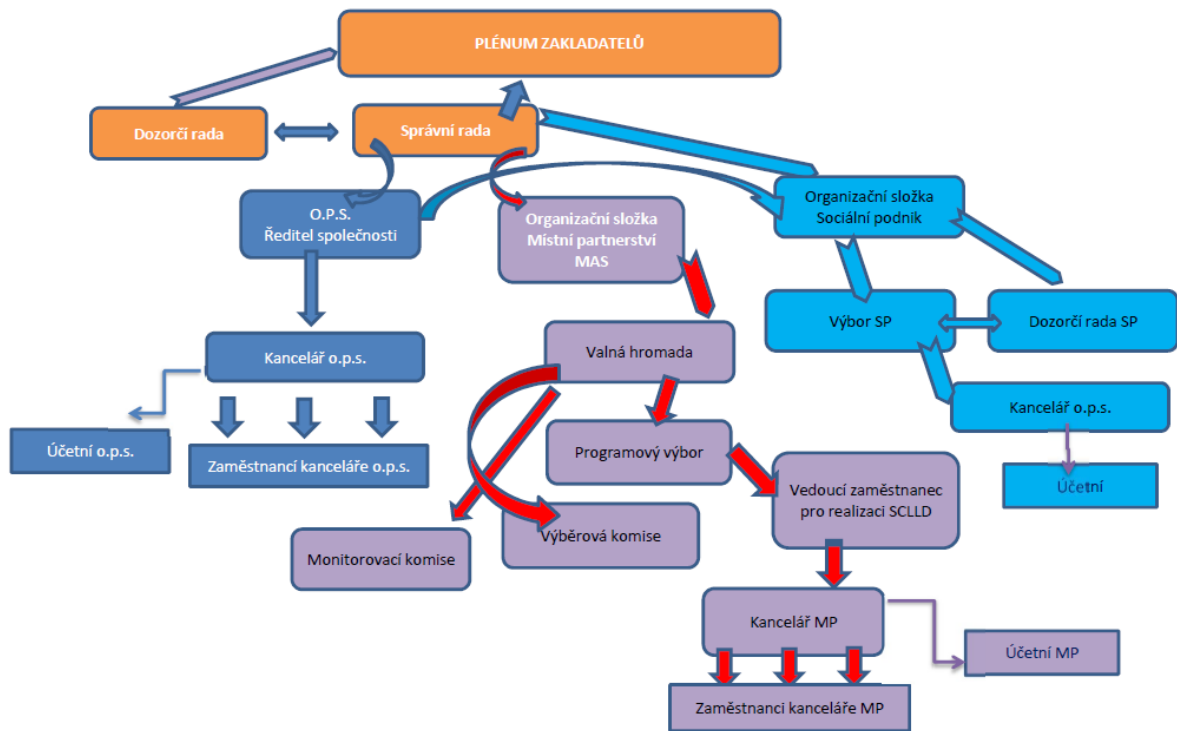 PLÉNUM ZAKLADATELŮ
Dozorčí rada
Správní rada
O.P.S.
Ředitel společnosti
Organizační složka
Místní partnerství
MAS
Organizační složka
Sociální podnik
Výbor SP
Dozorčí rada SP
Kancelář o.p.s.
Valná hromada
Kancelář o.p.s.
Účetní o.p.s.
Zaměstnancí kanceláře o.p.s.
Programový výbor
Vedoucí zaměstnanec
pro realizaci SCLLD
Účetní
Monitorovací komise
Výběrová komise
Kancelář MP
Účetní MP
Zaměstnanci kanceláře MP